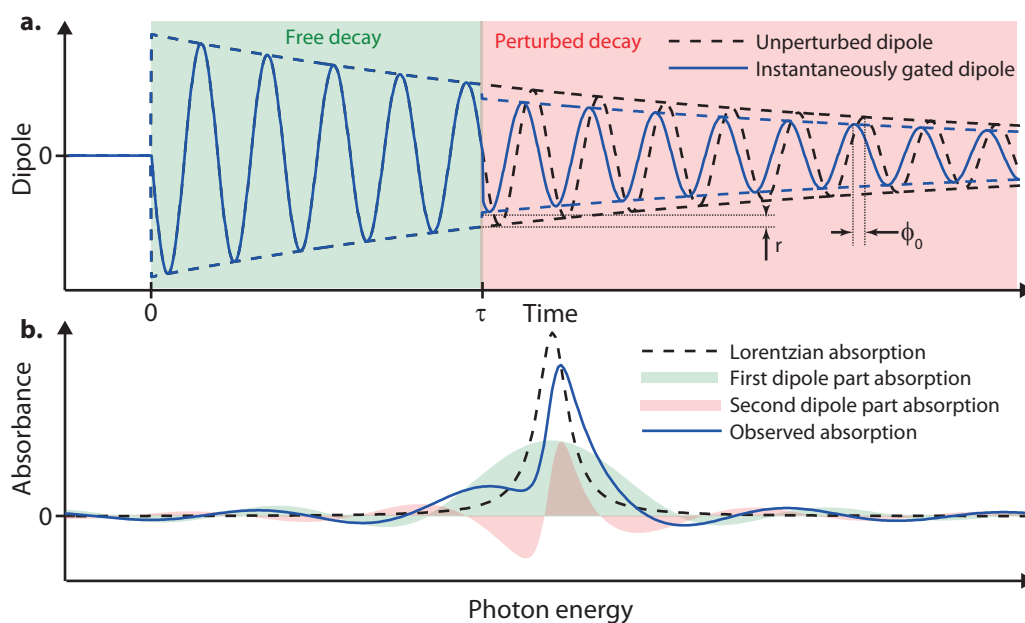 a.
Free decay
Perturbed decay
Unperturbed dipole
Instantaneously gated dipole
Dipole
0
r
ϕ0
0
τ
Time
b.
Lorentzian absorption
First dipole part absorption
Second dipole part absorption
Observed absorption
Absorbance
0
Photon energy